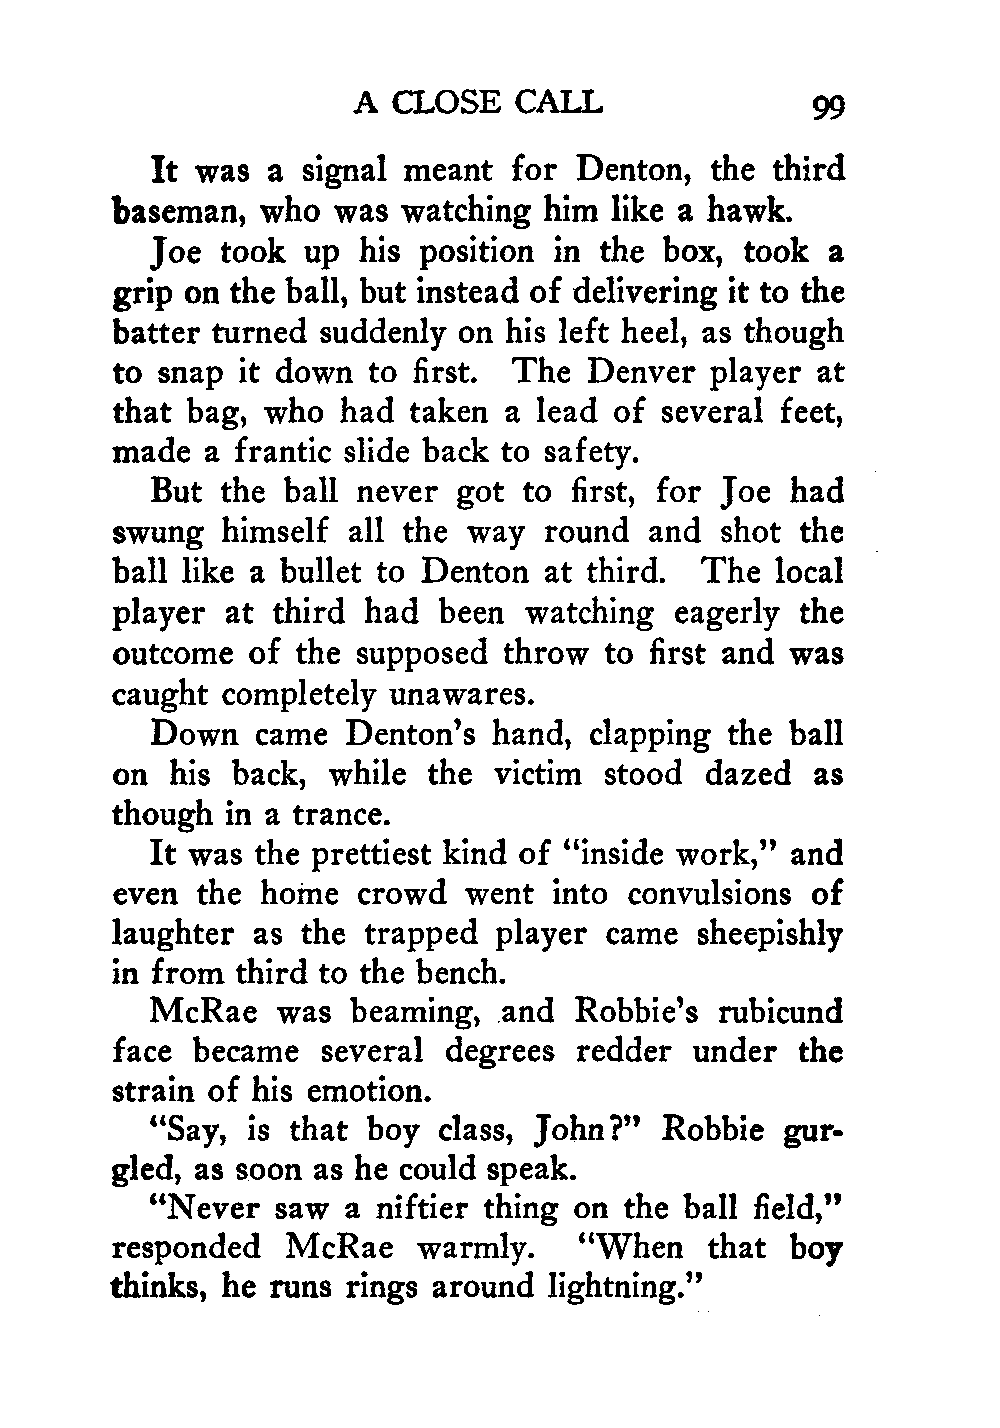 A CLOSE CALL 99
It was a signal meant for Denton, the third
baseman, who was watching him like a hawk.
Joe took up his position in the box, took a
grip on the ball, but instead of delivering it to the
batter turned suddenly on his left heel, as though
to snap it down to first. The Denver player at
that bag, who had taken a lead of several feet,
made a frantic slide back to safety.
But the ball never got to first, for Joe had
swung himself all the way round and shot the
ball like a bullet to Denton at third. The local
player at third had been watching eagerly the
outcome of the supposed throw to first and was
caught completely unawares.
Down came Denton's hand, clapping the ball
on his back, while the victim stood dazed as
though in a trance.
It was the prettiest kind of “inside work,” and
even the home crowd went into convulsions of
laughter as the trapped player came sheepishly
in from third to the bench.
McRae was beaming, and Robbie's rubicund
face became several degrees redder under the
strain of his emotion.
“Say, is that boy class, John?” Robbie gur-
gled, as soon as he could speak.
“Never saw a niftier thing on the ball field,”
responded McRae warmly. “When that boy
thinks, he runs rings around lightning.”